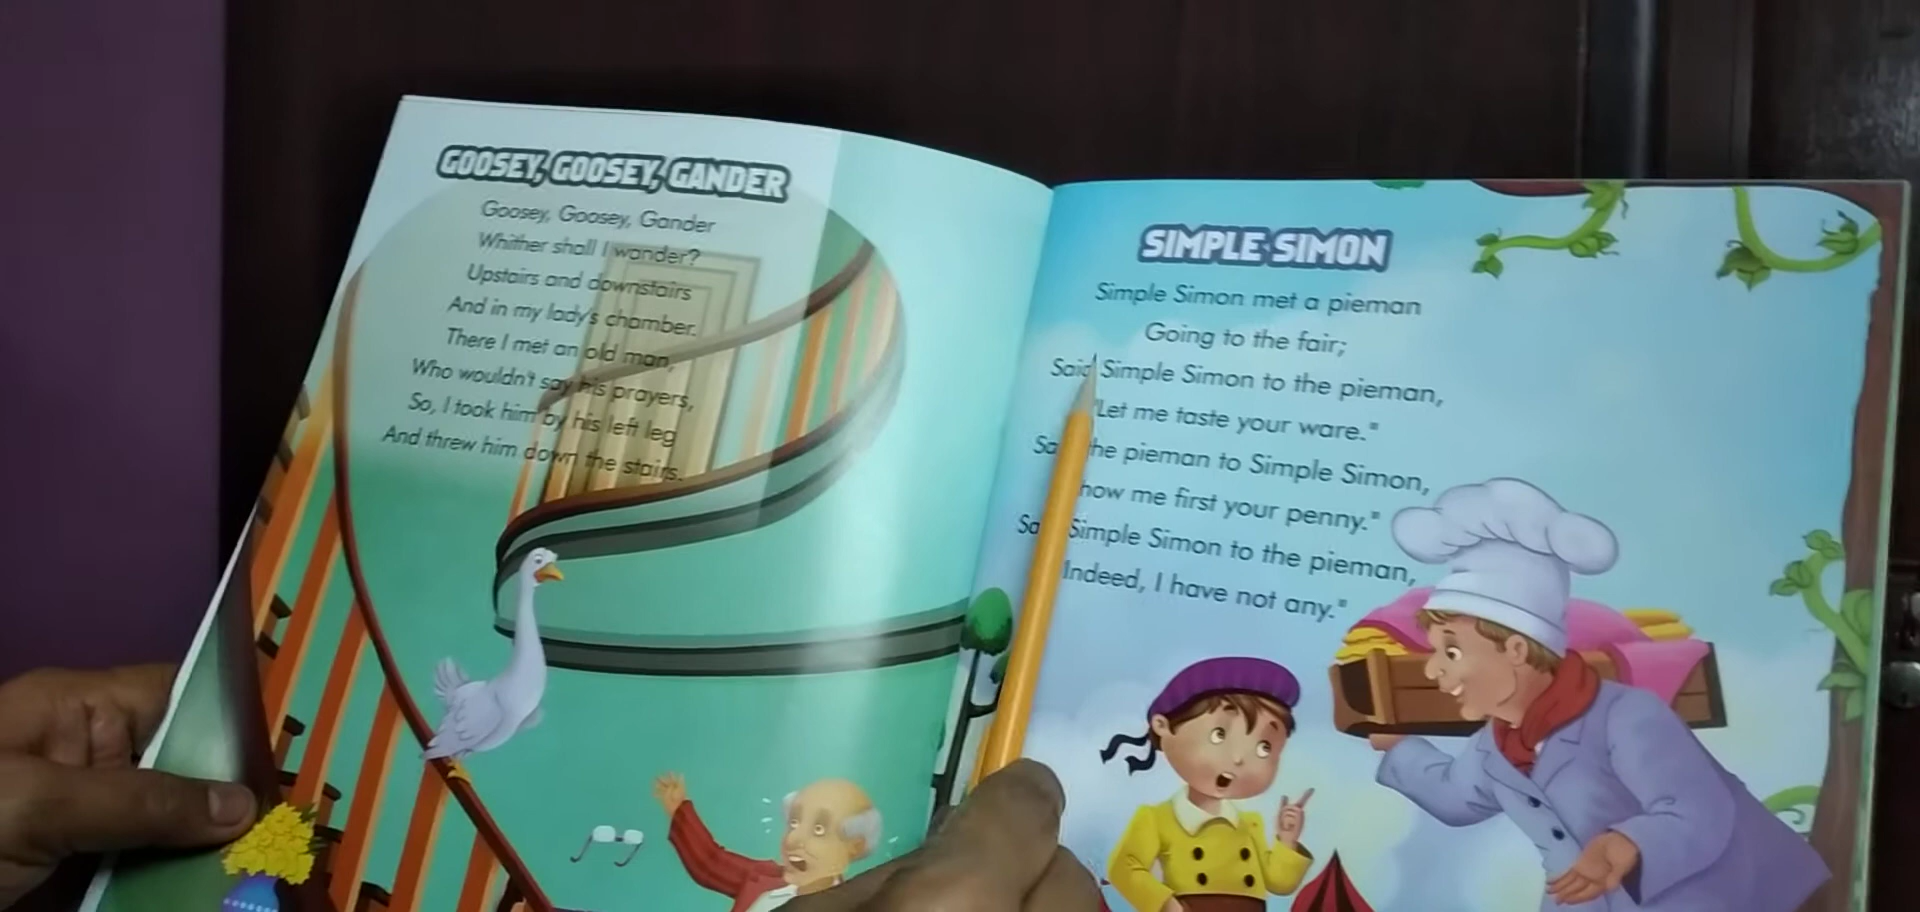 GOOSEY, GOOSEY, GANDER
Goosey, Goosey, Gander
Whither shall I wander?
Upstairs and downstairs
And in my lady's chamber.
There I met an old man,
Who wouldn't say his prayers,
So, I took him by his left leg
And threw him down the stairs.
SIMPLE SIMON
Simple Simon met a pieman
Going to the fair;
Said Simple Simon to the pieman,
"Let me taste your ware."
the pieman to Simple Simon,
me first your penny."
Simple Simon to the pieman,
Indeed, I have not any."